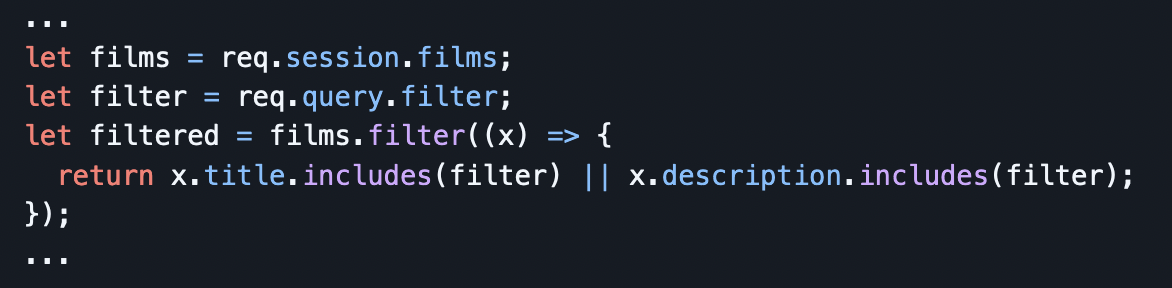 ...
let films = req.session.films;
let filter = req.query.filter;
let filtered = films.filter((x) => {
  return x.title.includes(filter) || x.description.includes(filter);
});
...